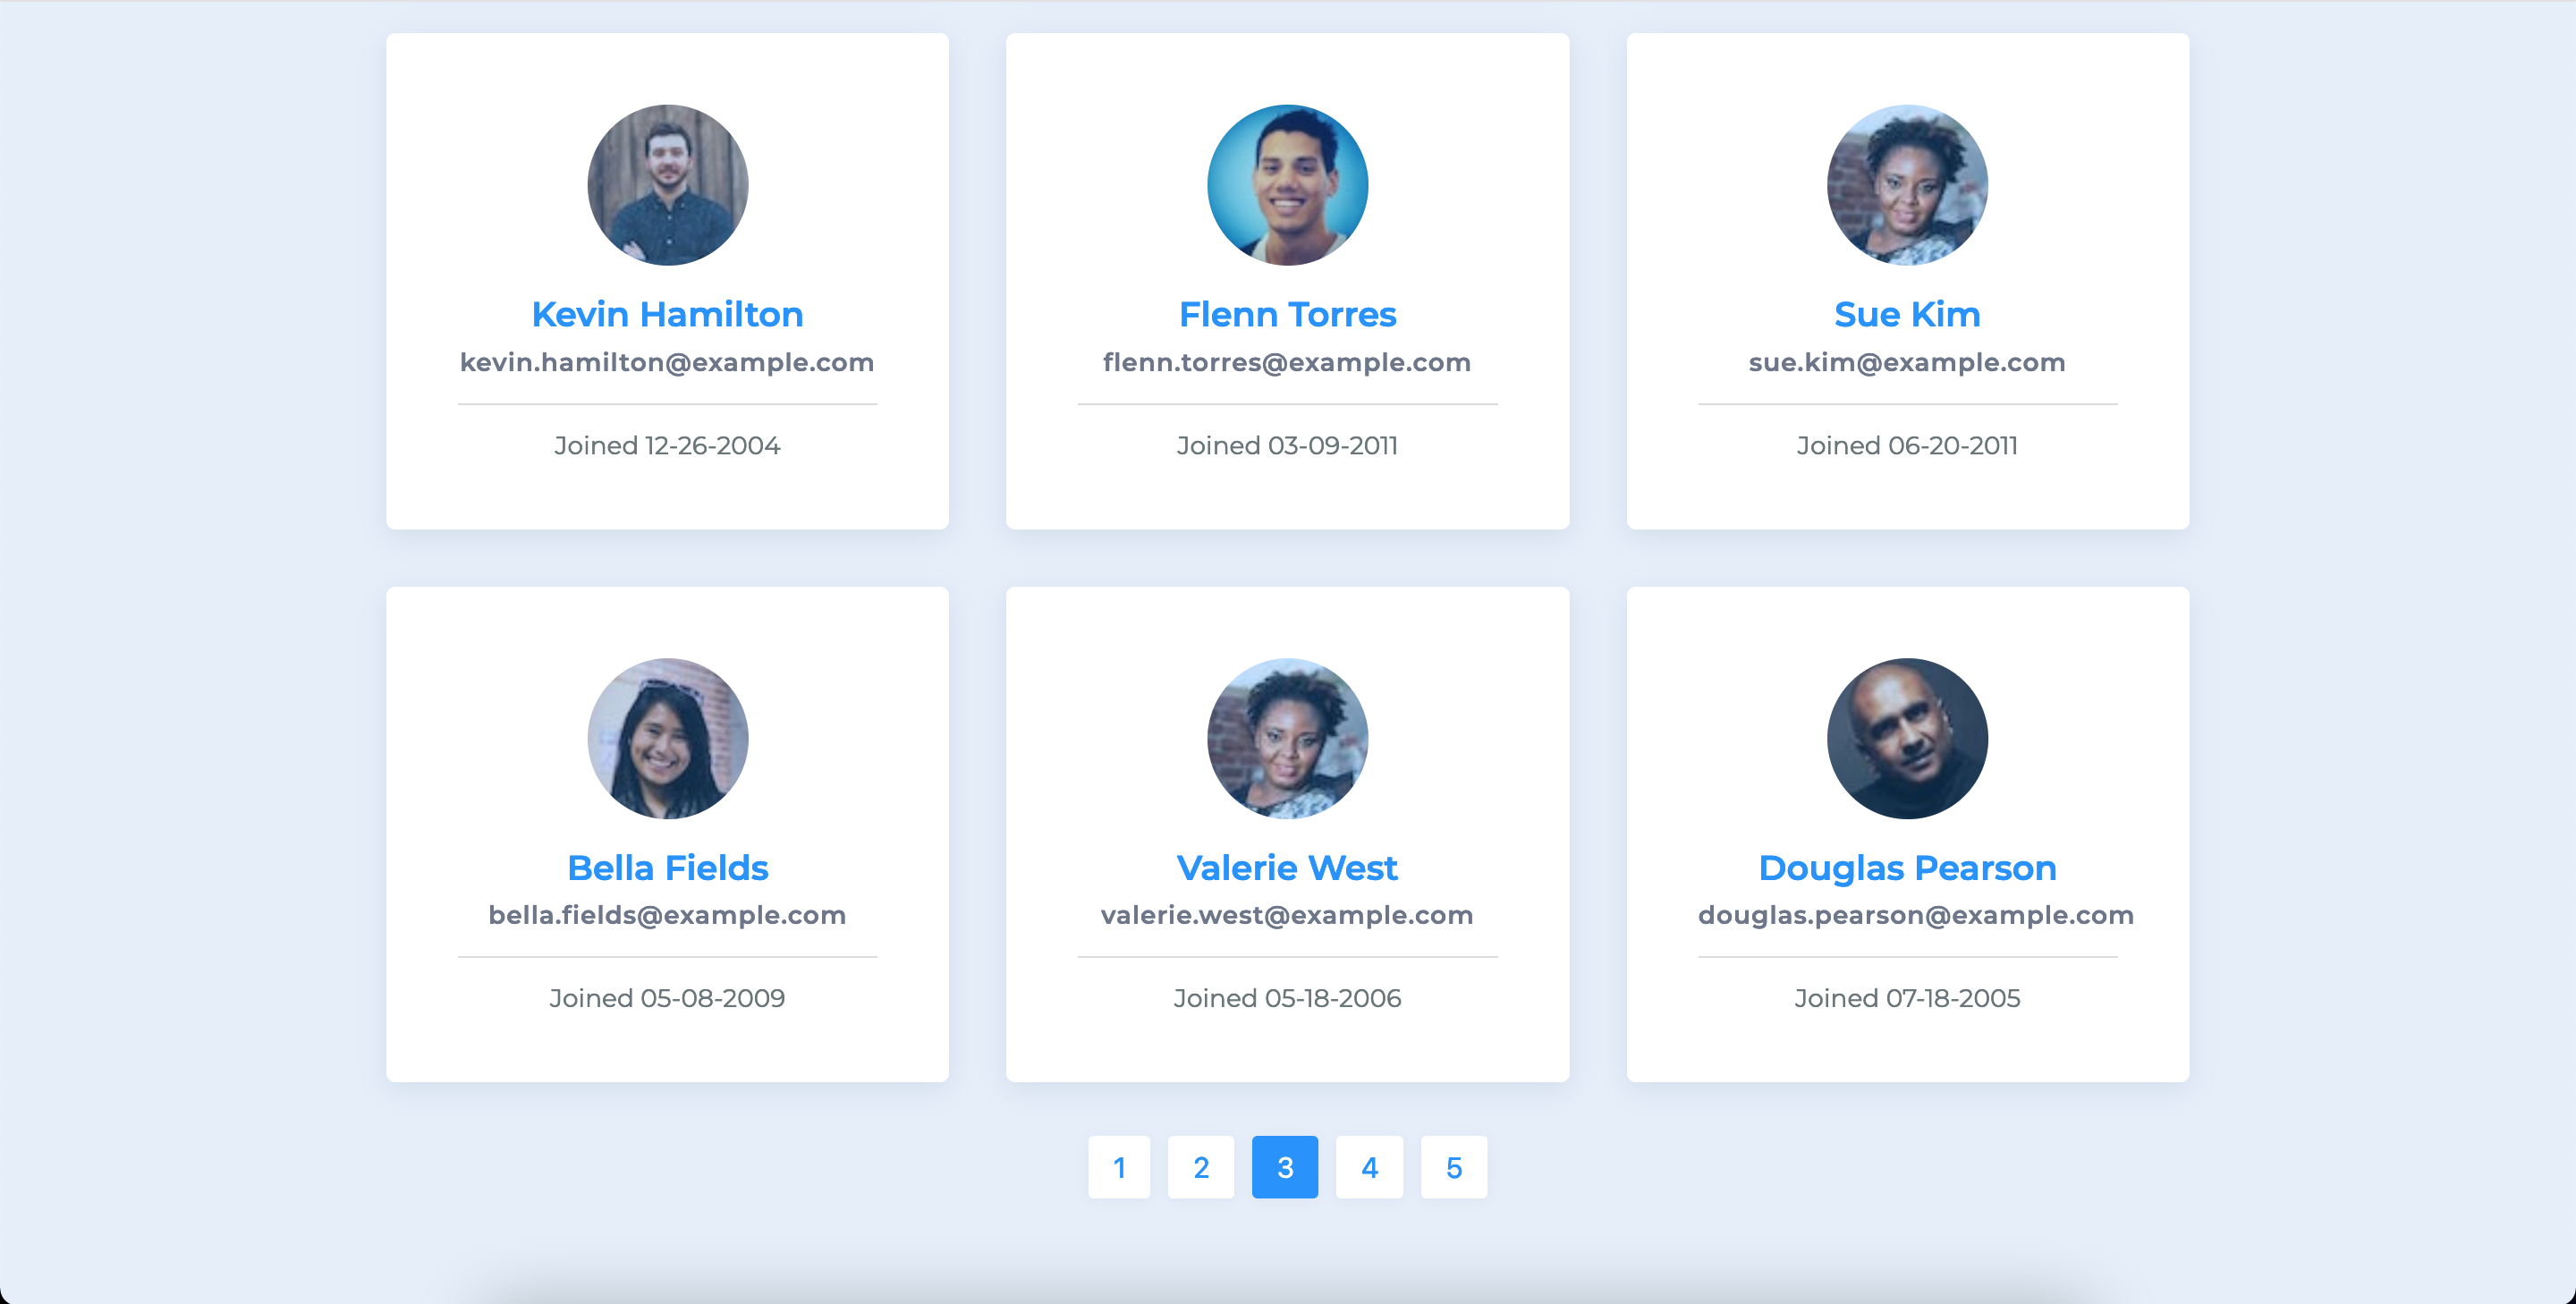 Kevin Hamilton
kevin.hamilton@example.com
Joined 12-26-2004
Flenn Torres
flenn.torres@example.com
Joined 03-09-2011
Sue Kim
sue.kim@example.com
Joined 06-20-2011
Bella Fields
bella.fields@example.com
Joined 05-08-2009
Valerie West
valerie.west@example.com
Joined 05-18-2006
Douglas Pearson
douglas.pearson@example.com
Joined 07-18-2005
1 2 3 4 5